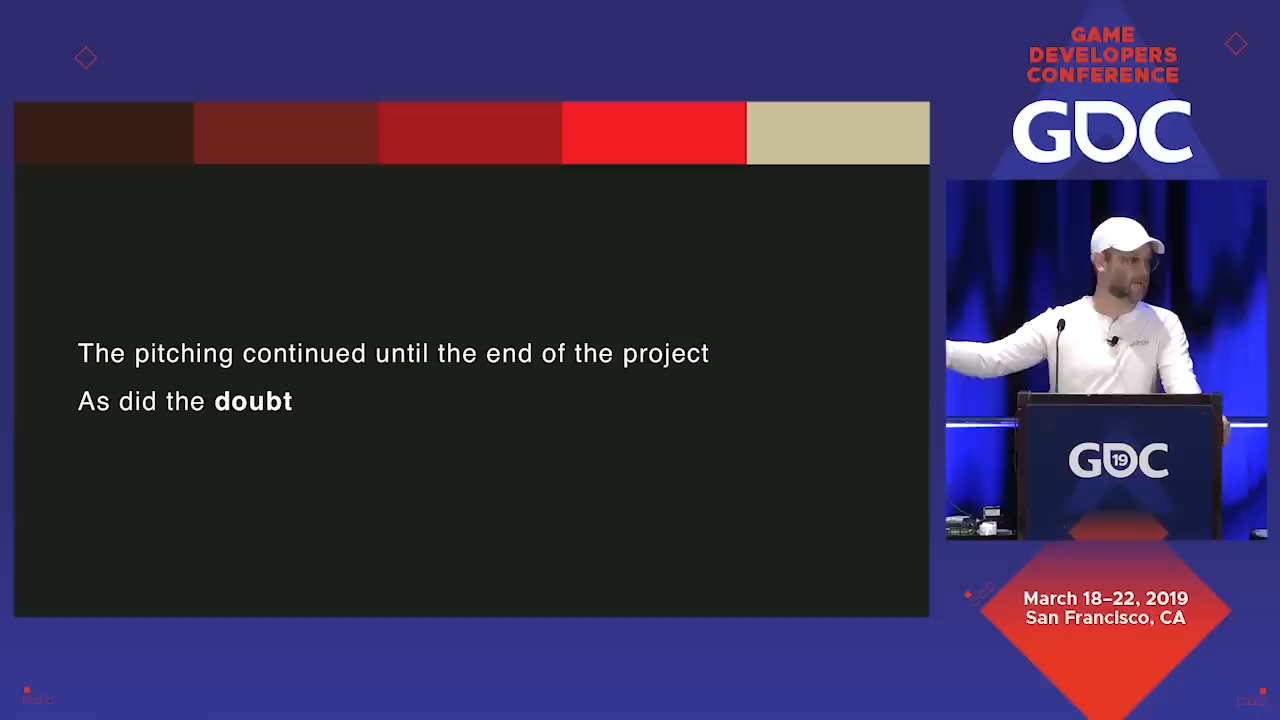 GAME
DEVELOPERS
CONFERENCE
GDC
The pitching continued until the end of the project
As did the doubt
GDC
19
March 18–22, 2019
San Francisco, CA